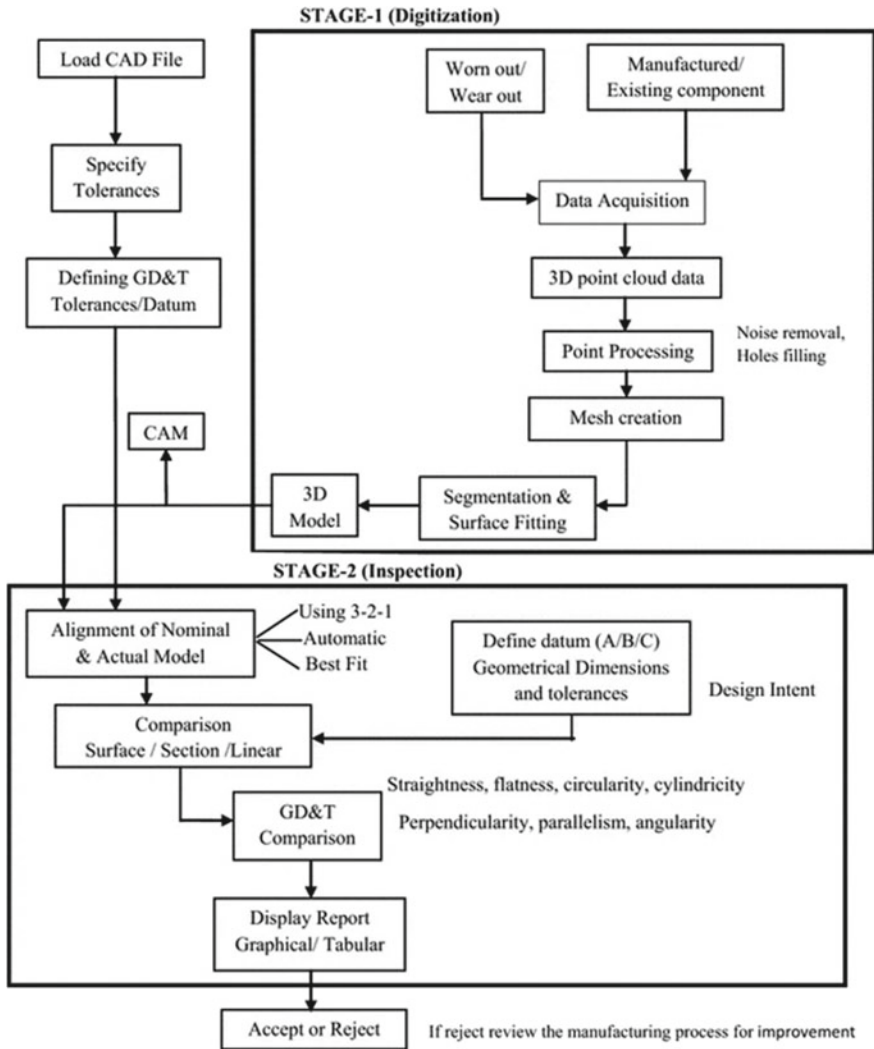 STAGE-1 (Digitization)
Load CAD File
Specify
Tolerances
Defining GD&T
Tolerances/Datum
Worn out/
Wear out
Manufactured/
Existing component
Data Acquisition
3D point cloud data
Point Processing
Noise removal,
Holes filling
Mesh creation
Segmentation &
Surface Fitting
3D
Model
CAM
STAGE-2 (Inspection)
Alignment of Nominal
& Actual Model
Using 3-2-1
Automatic
Best Fit
Define datum (A/B/C)
Geometrical Dimensions
and tolerances
Design Intent
Comparison
Surface / Section /Linear
GD&T
Comparison
Straightness, flatness, circularity, cylindricity
Perpendicularity, parallelism, angularity
Display Report
Graphical/ Tabular
Accept or Reject
If reject review the manufacturing process for improvement